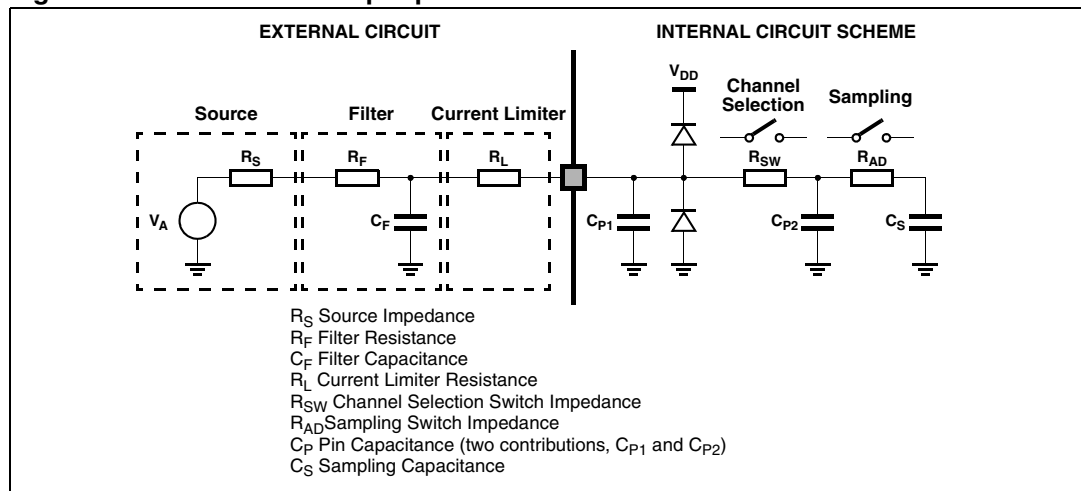 EXTERNAL CIRCUIT
INTERNAL CIRCUIT SCHEME
VDD
Channel
Selection
Sampling
Source
Filter
Current Limiter
RS
RF
RL
RSW
RAD
VA
CF
CP1
CP2
CS
RS Source Impedance
RF Filter Resistance
CF Filter Capacitance
RL Current Limiter Resistance
RSW Channel Selection Switch Impedance
RADSampling Switch Impedance
CP Pin Capacitance (two contributions, CP1 and CP2)
CS Sampling Capacitance